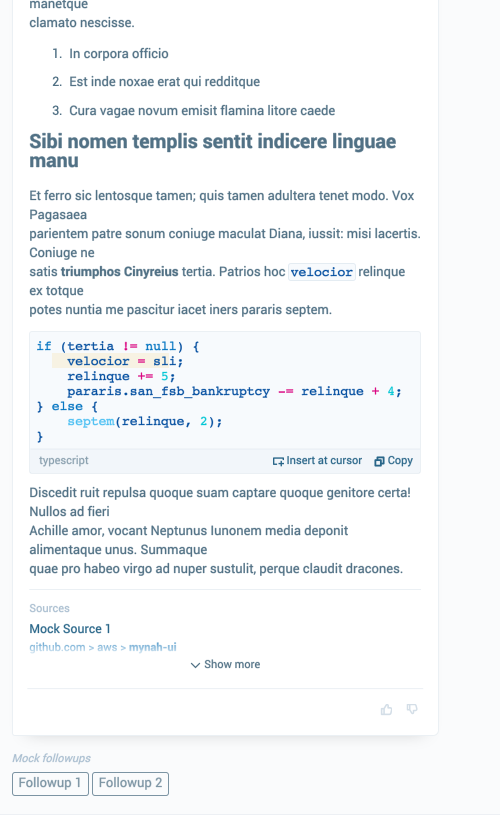 manetque
clamato nescisse.
1. In corpora officio
2. Est inde noxae erat qui redditque
3. Cura vagae novum emisit flamina litore caede
Sibi nomen templis sentit indicere linguae
manu
Et ferro sic lentosque tamen; quis tamen adultera tenet modo. Vox
Pagasaea
parientem patre sonum coniuge maculat Diana, iussit: misi lacertis.
Coniuge ne
satis triumphos Cinyreius tertia. Patrios hoc velocior relinque
ex totque
potes nuntia me pascitur iacet iners pararis septem.
if (tertia != null) {
    velocior = sli;
    relinque += 5;
    pararis.san_fsb_bankruptcy -= relinque + 4;
} else {
    septem(relinque, 2);
}
typescript Insert at cursor Copy
Discedit ruit repulsa quoque suam captare quoque genitore certa!
Nullos ad fieri
Achille amor, vocant Neptunus Iunonem media deponit
alimentaque unus. Summaque
quae pro habeo virgo ad nuper sustulit, perque claudit dracones.
Sources
Mock Source 1
github.com > aws > mynah-ui
Show more
Mock followups
Followup 1 Followup 2